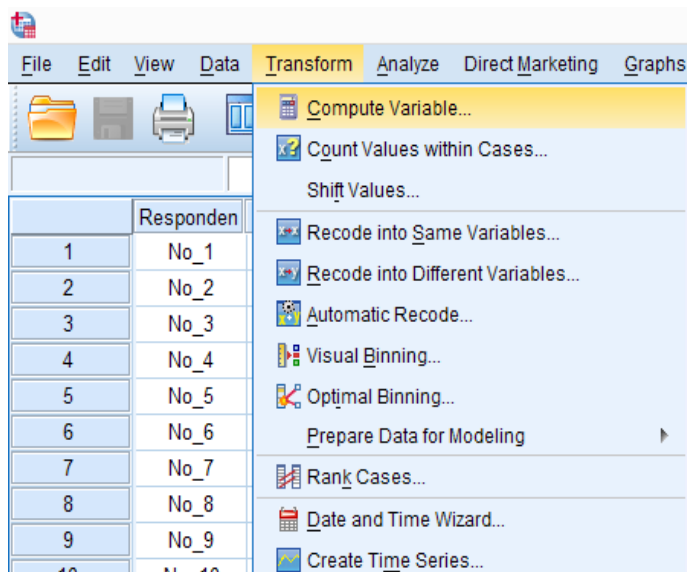 File Edit View Data Transform Analyze Direct Marketing Graphs
Compute Variable...
Count Values within Cases...
Shift Values...
Recode into Same Variables...
Recode into Different Variables...
Automatic Recode...
Visual Binning...
Optimal Binning...
Prepare Data for Modeling
Rank Cases...
Date and Time Wizard...
Create Time Series...
Responden
1 No_1
2 No_2
3 No_3
4 No_4
5 No_5
6 No_6
7 No_7
8 No_8
9 No_9